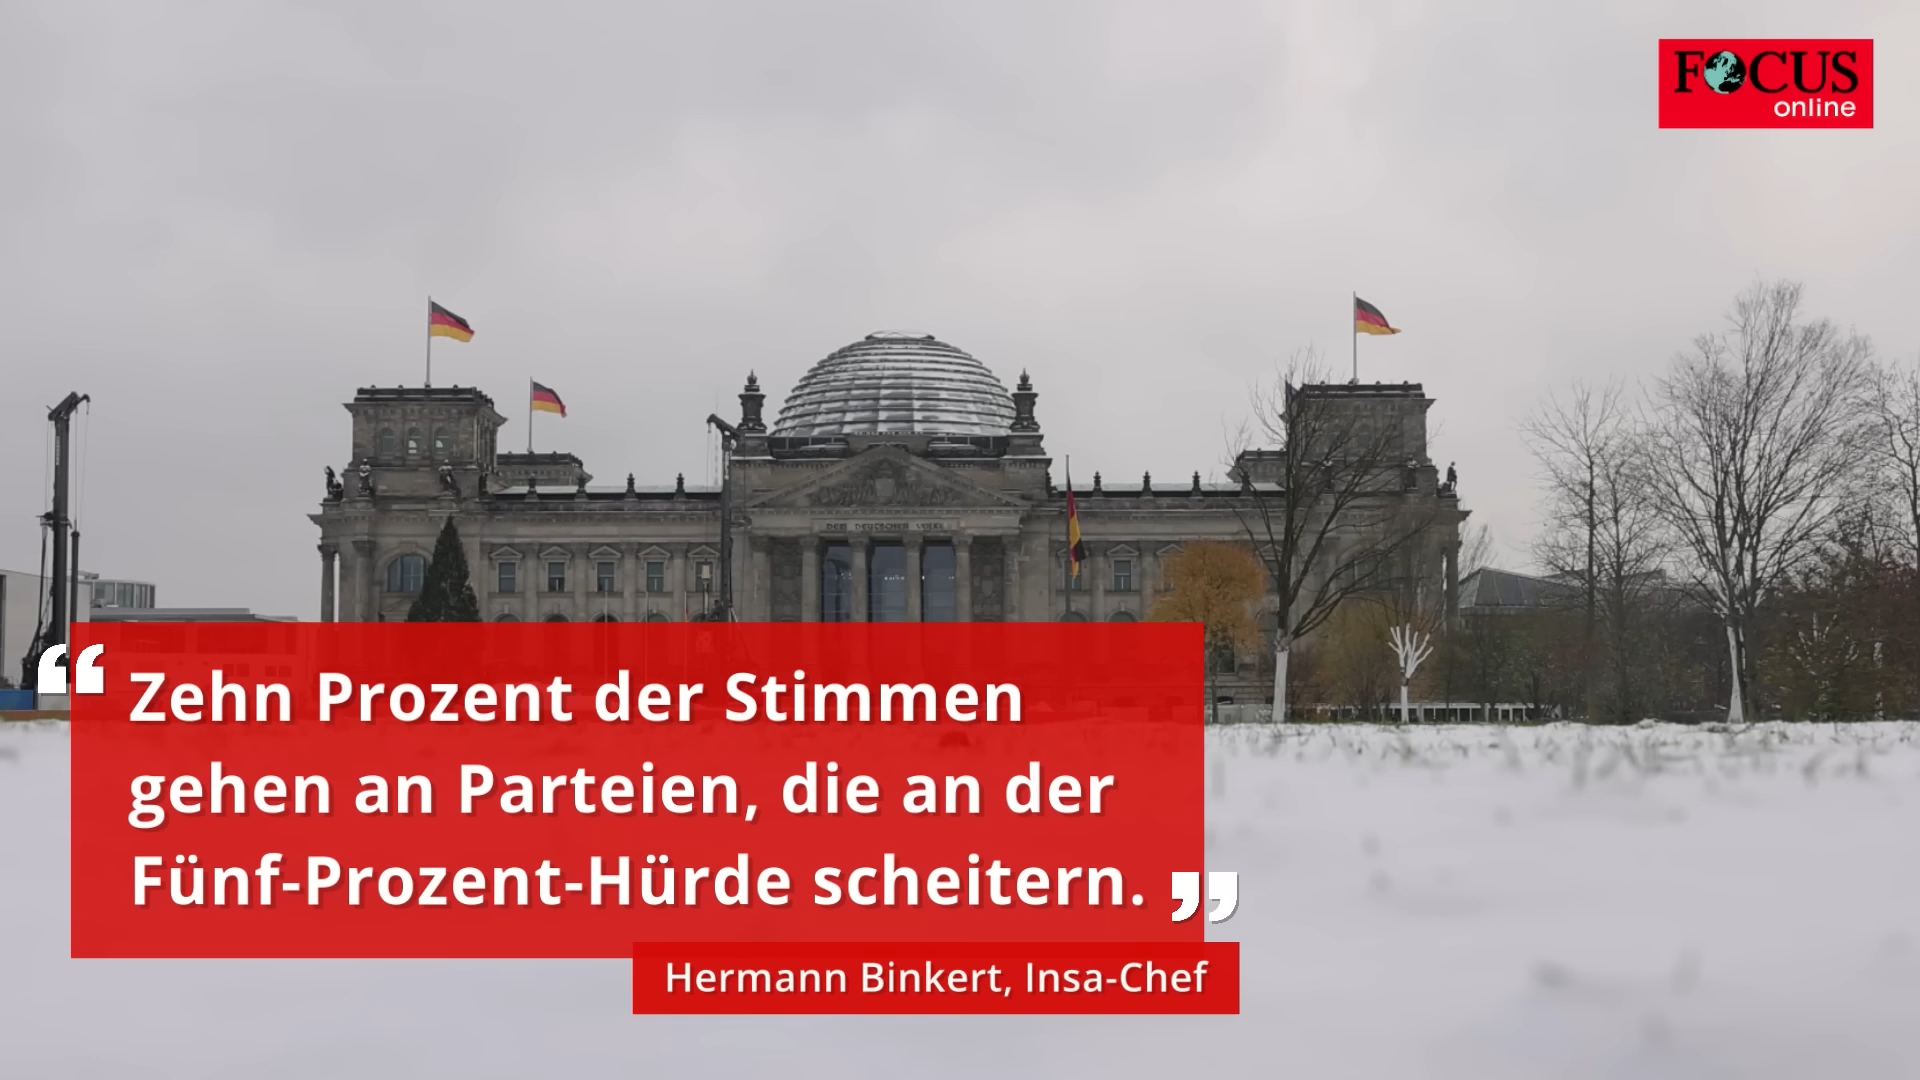 FOCUS
online
DEM DEUTSCHEN VOLKE
“Zehn Prozent der Stimmen
gehen an Parteien, die an der
Fünf-Prozent-Hürde scheitern.”
Hermann Binkert, Insa-Chef